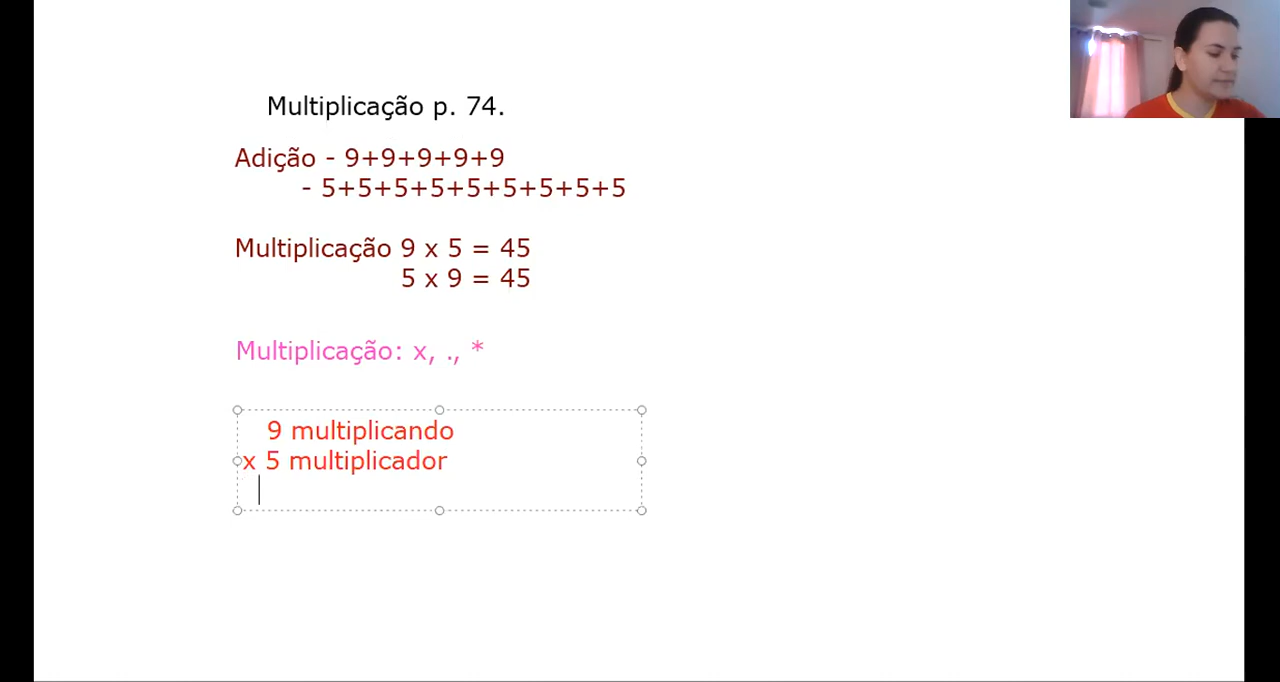 Multiplicação p. 74.
Adição - 9+9+9+9+9
- 5+5+5+5+5+5+5+5+5
Multiplicação 9 x 5 = 45
5 x 9 = 45
Multiplicação: x, ., *
9 multiplicando
x 5 multiplicador